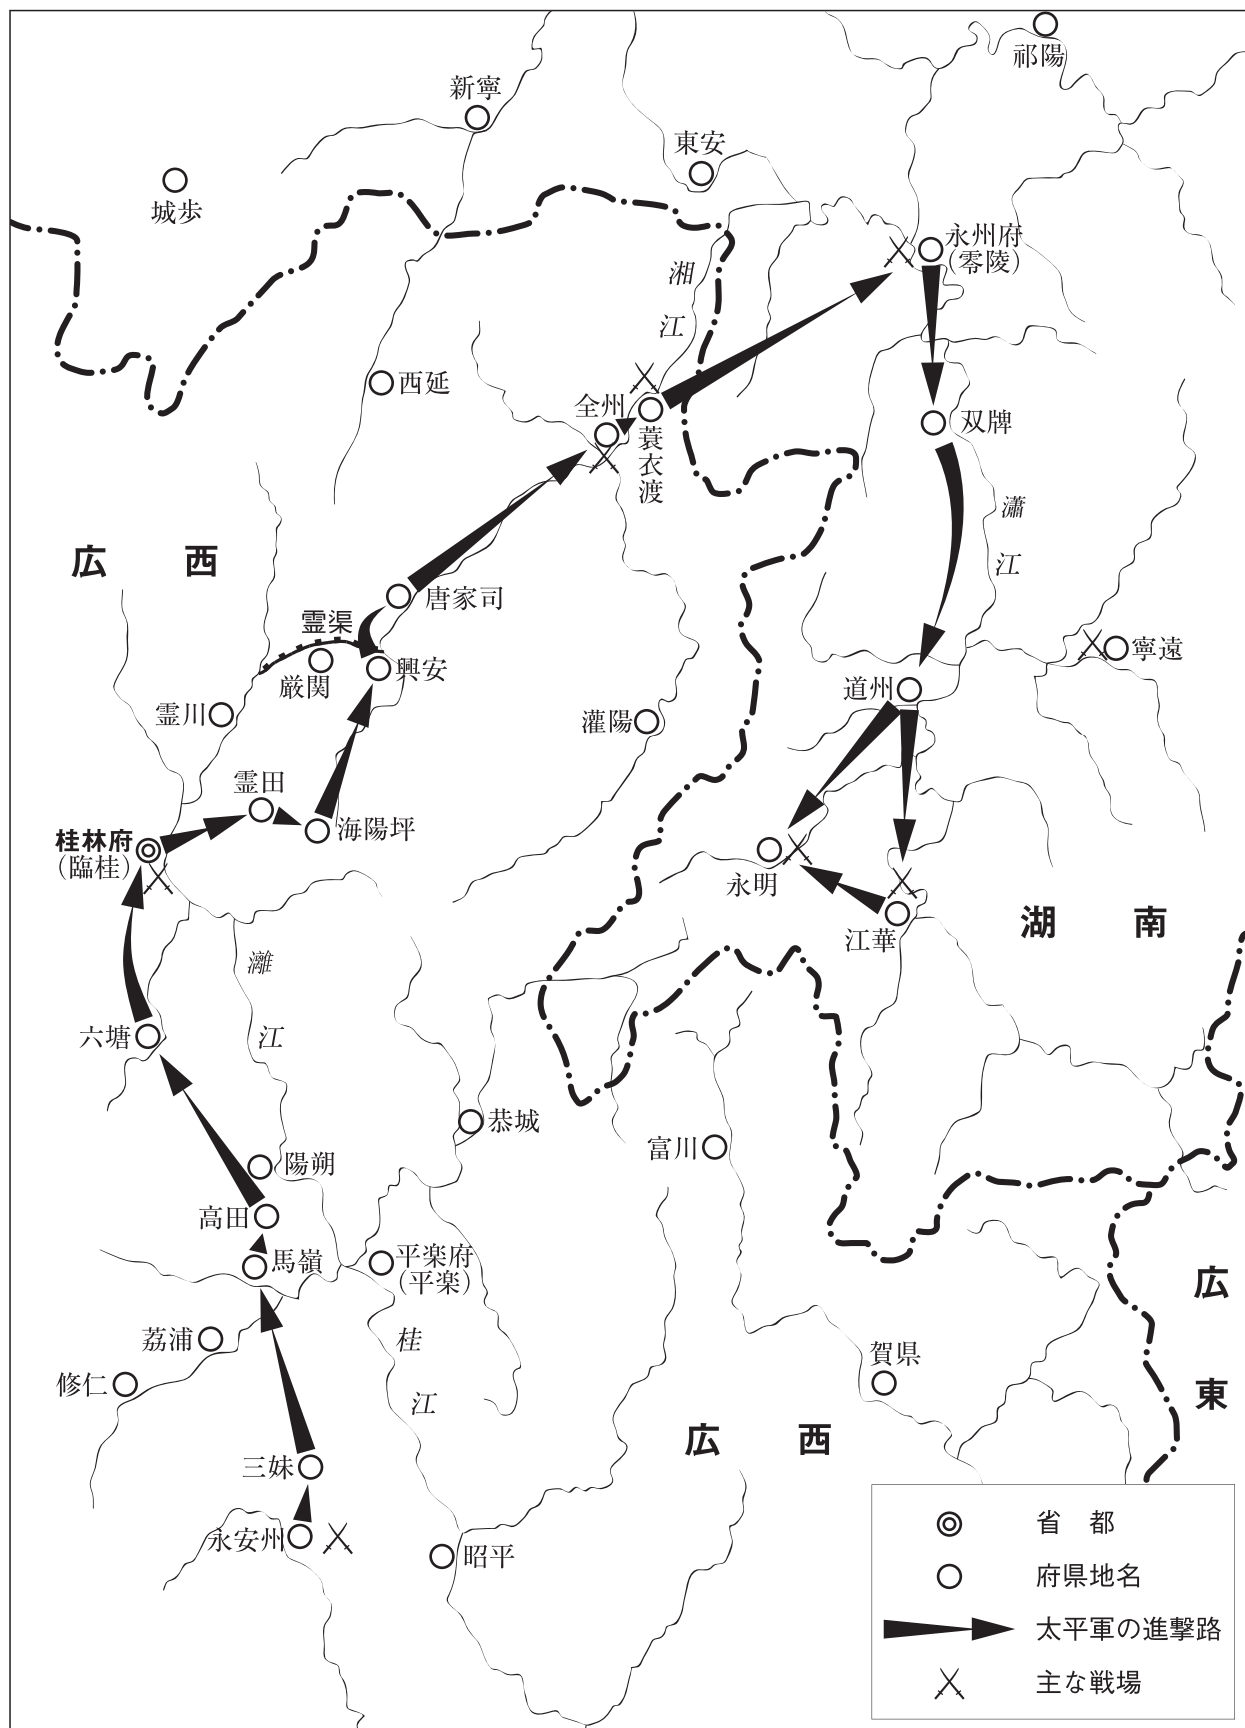 祁陽
新寧
東安
城歩
永州府
(零陵)
湘江
西延
全州
蓑衣渡
双牌
瀟江
広西
唐家司
霊渠
厳関
興安
寧遠
道州
霊川
灌陽
霊田
海陽坪
桂林府
(臨桂)
永明
江華
湖南
灕江
六塘
恭城
富川
陽朔
高田
馬嶺
平楽府
(平楽)
広東
荔浦
桂江
修仁
賀県
広西
三妹
永安州
昭平
省都
府県地名
太平軍の進撃路
主な戦場